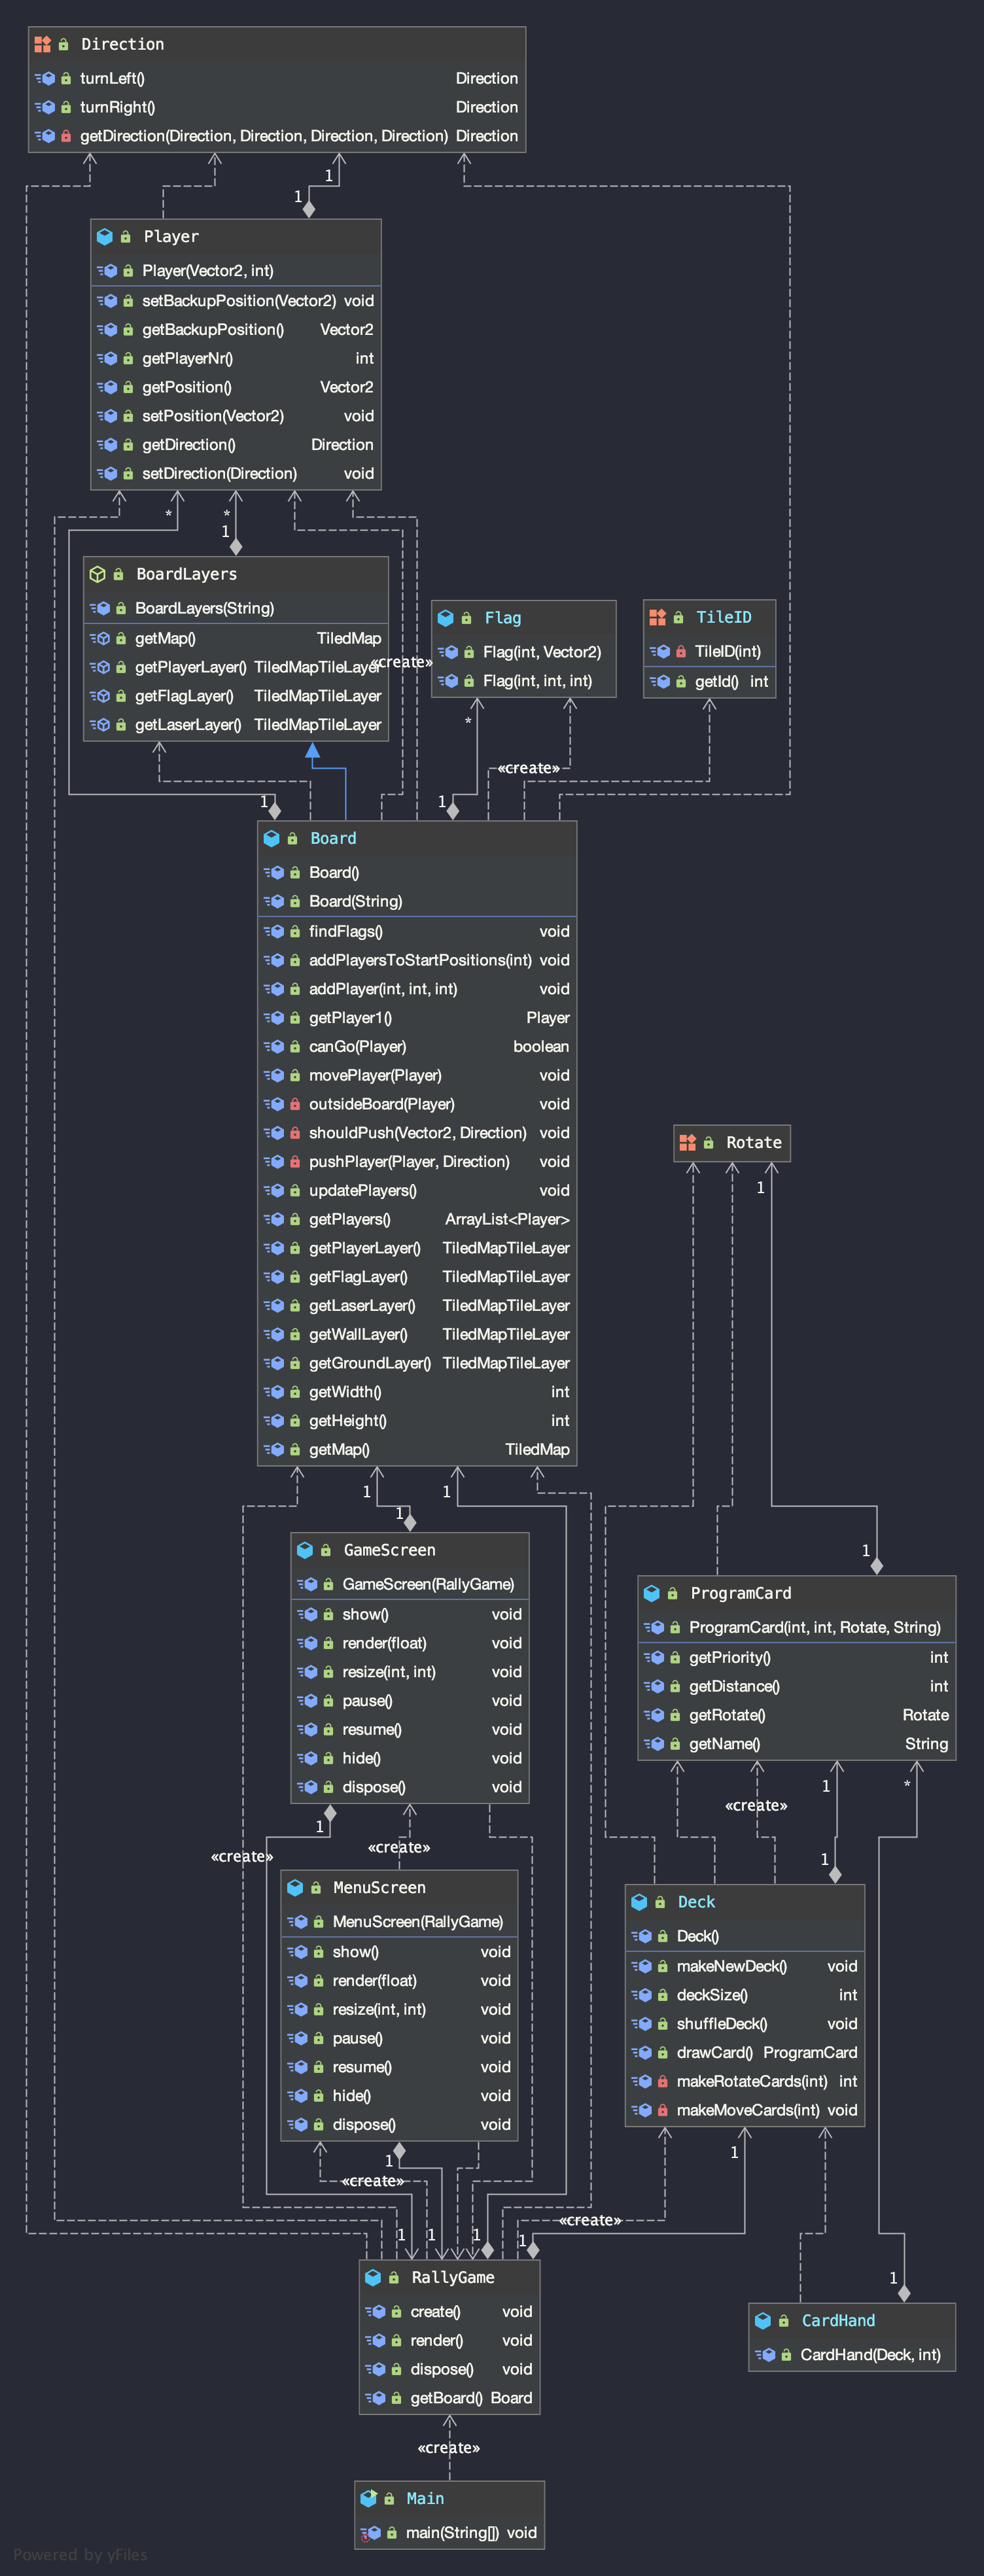 Direction
turnLeft() Direction
turnRight() Direction
getDirection(Direction, Direction, Direction, Direction) Direction
1
1
Player
Player(Vector2, int)
setBackupPosition(Vector2) void
getBackupPosition() Vector2
getPlayerNr() int
getPosition() Vector2
setPosition(Vector2) void
getDirection() Direction
setDirection(Direction) void
* *
1
BoardLayers
BoardLayers(String)
getMap() TiledMap
getPlayerLayer() TiledMapTileLayer
getFlagLayer() TiledMapTileLayer
getLaserLayer() TiledMapTileLayer
«create»
Flag
Flag(int, Vector2)
Flag(int, int, int)
TileID
TileID(int)
getId() int
*
«create»
1 1
Board
Board()
Board(String)
findFlags() void
addPlayersToStartPositions(int) void
addPlayer(int, int, int) void
getPlayer1() Player
canGo(Player) boolean
movePlayer(Player) void
outsideBoard(Player) void
shouldPush(Vector2, Direction) void
pushPlayer(Player, Direction) void
updatePlayers() void
getPlayers() ArrayList<Player>
getPlayerLayer() TiledMapTileLayer
getFlagLayer() TiledMapTileLayer
getLaserLayer() TiledMapTileLayer
getWallLayer() TiledMapTileLayer
getGroundLayer() TiledMapTileLayer
getWidth() int
getHeight() int
getMap() TiledMap
Rotate
1
1 1
1
1
GameScreen
GameScreen(RallyGame)
show() void
render(float) void
resize(int, int) void
pause() void
resume() void
hide() void
dispose() void
ProgramCard
ProgramCard(int, int, Rotate, String)
getPriority() int
getDistance() int
getRotate() Rotate
getName() String
1 *
«create»
1
«create»
«create»
1
MenuScreen
MenuScreen(RallyGame)
show() void
render(float) void
resize(int, int) void
pause() void
resume() void
hide() void
dispose() void
Deck
Deck()
makeNewDeck() void
deckSize() int
shuffleDeck() void
drawCard() ProgramCard
makeRotateCards(int) int
makeMoveCards(int) void
1
1
«create»
«create»
1 1 1 1
RallyGame
create() void
render() void
dispose() void
getBoard() Board
1
CardHand
CardHand(Deck, int)
«create»
Main
main(String[]) void
Powered by yFiles